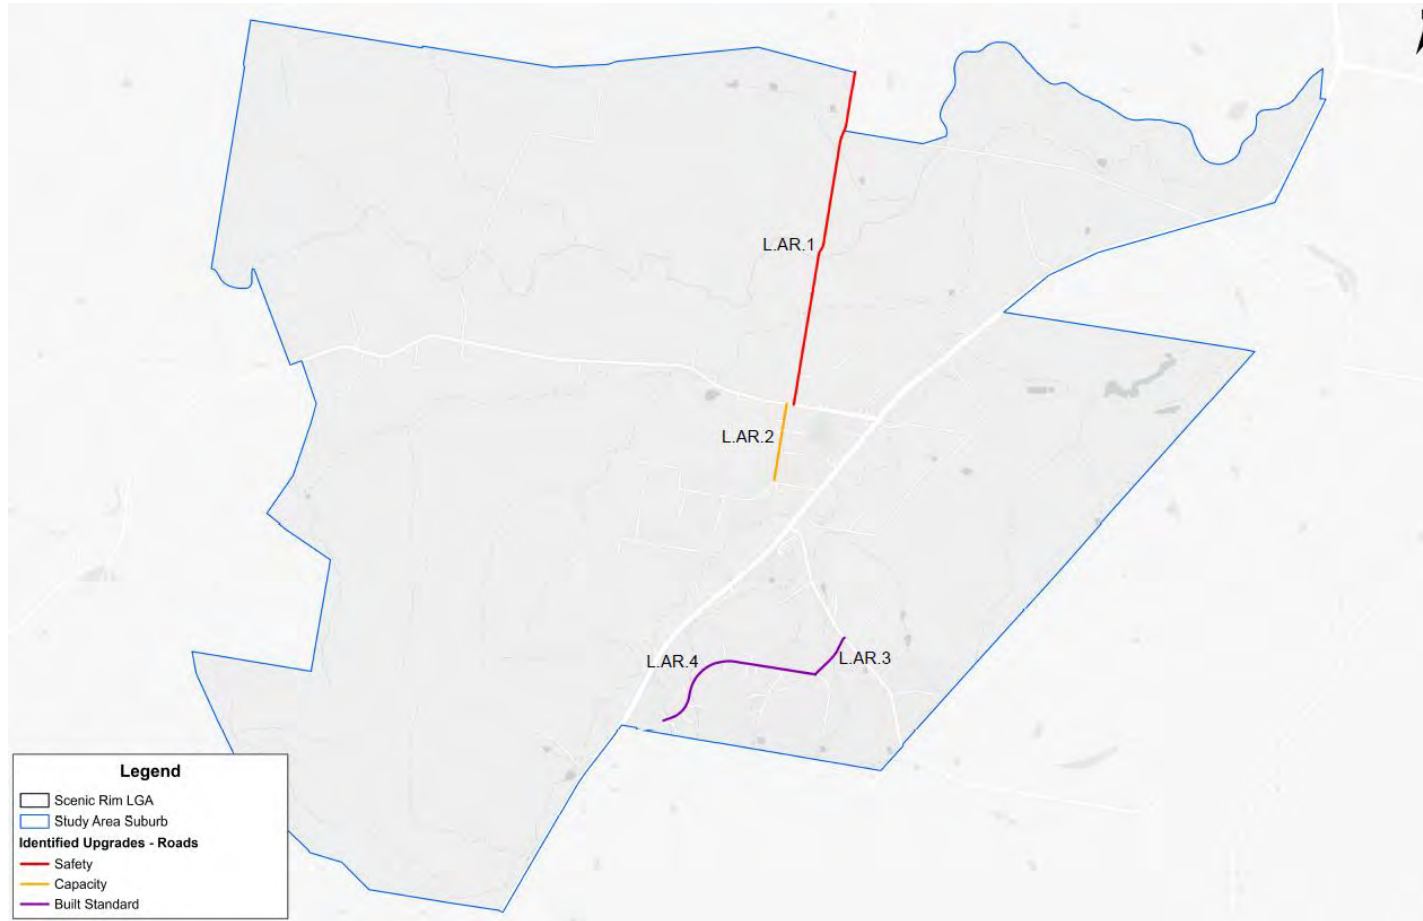 L.AR.1
L.AR.2
L.AR.4
L.AR.3
Legend
Scenic Rim LGA
Study Area Suburb
Identified Upgrades - Roads
Safety
Capacity
Built Standard